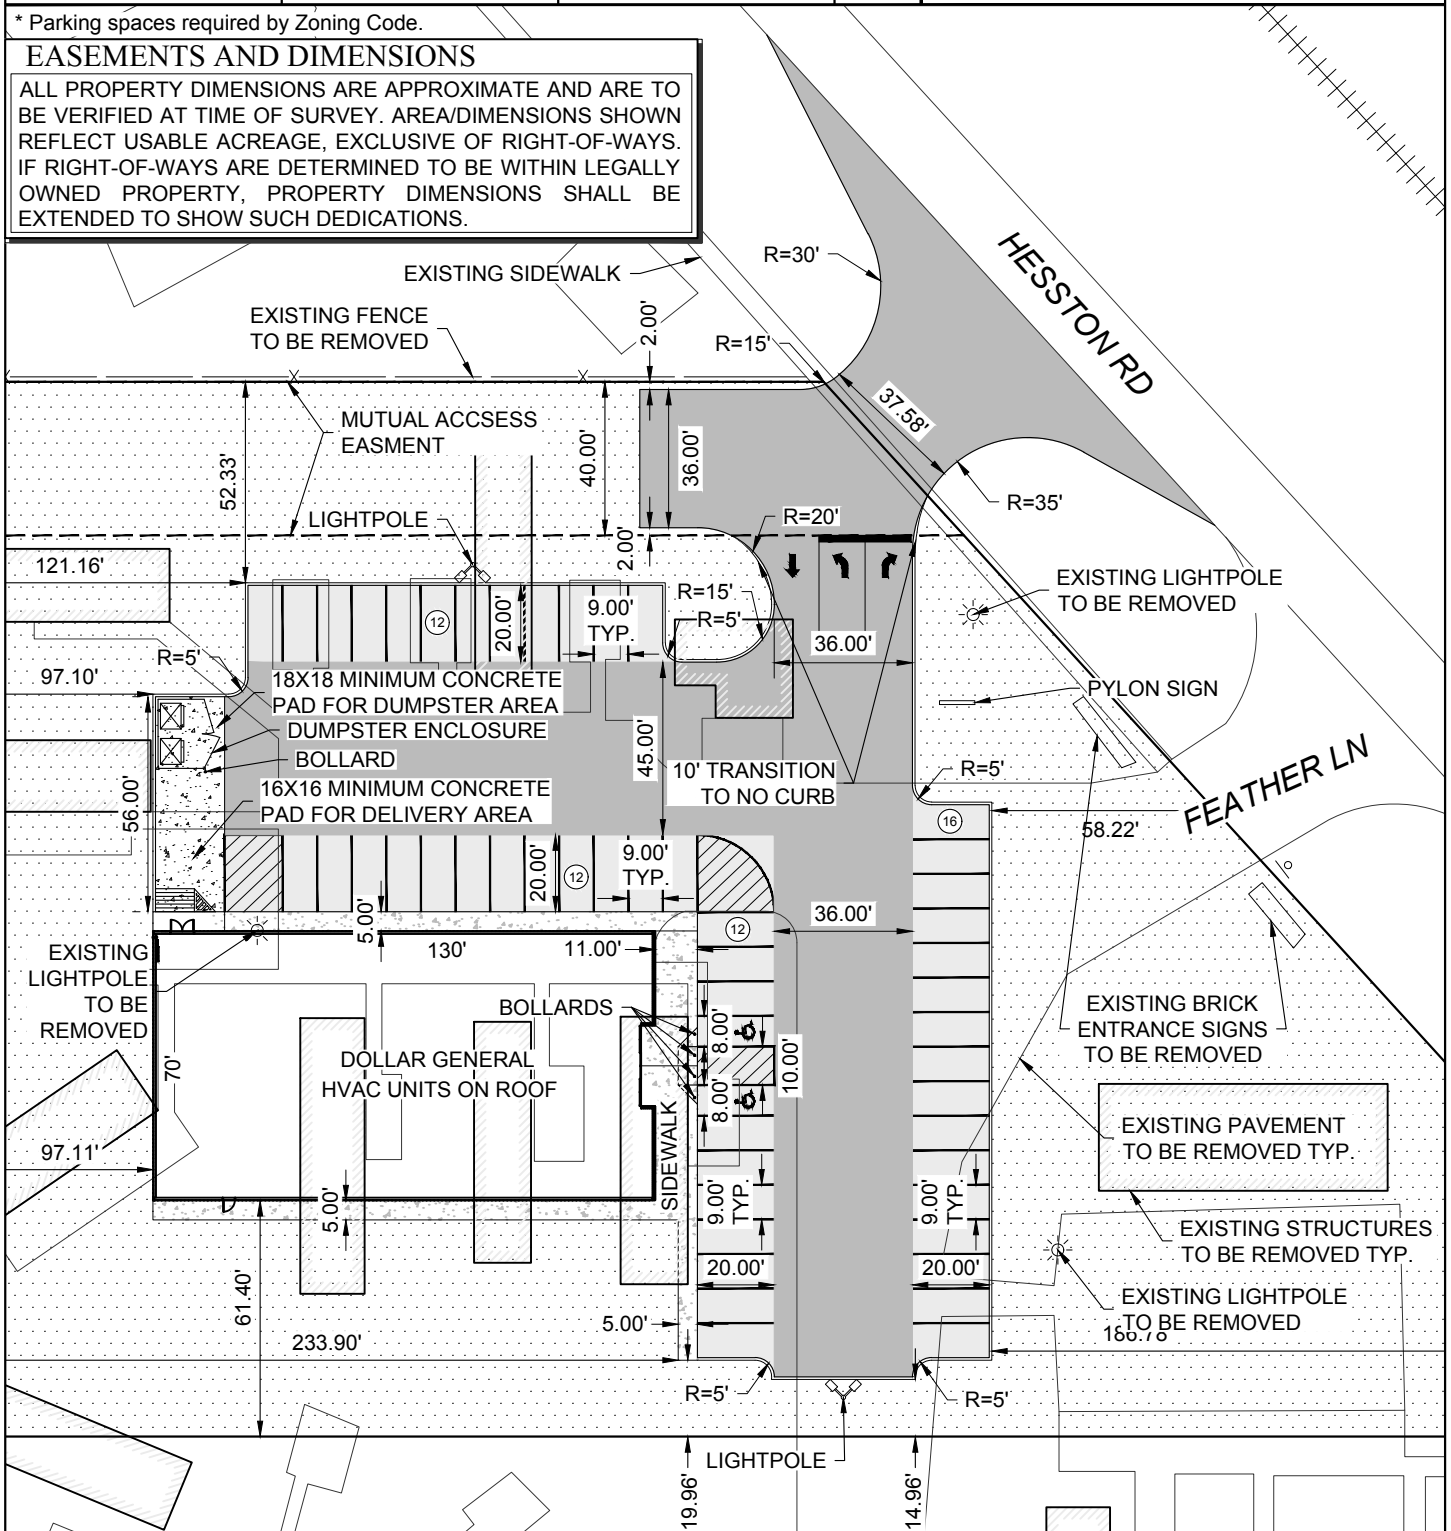 * Parking spaces required by Zoning Code.
EASEMENTS AND DIMENSIONS
ALL PROPERTY DIMENSIONS ARE APPROXIMATE AND ARE TO
BE VERIFIED AT TIME OF SURVEY. AREA/DIMENSIONS SHOWN
REFLECT USABLE ACREAGE, EXCLUSIVE OF RIGHT-OF-WAYS.
IF RIGHT-OF-WAYS ARE DETERMINED TO BE WITHIN LEGALLY
OWNED PROPERTY, PROPERTY DIMENSIONS SHALL BE
EXTENDED TO SHOW SUCH DEDICATIONS.
EXISTING SIDEWALK
R=30'
HESSTON RD
EXISTING FENCE
TO BE REMOVED
2.00'
R=15'
37.58'
MUTUAL ACCSESS
EASMENT
52.33'
40.00'
36.00'
R=35'
LIGHTPOLE
R=20'
2.00'
121.16'
EXISTING LIGHTPOLE
TO BE REMOVED
12
20.00'
9.00'
TYP.
R=15'
R=5'
36.00'
R=5'
97.10'
18X18 MINIMUM CONCRETE
PAD FOR DUMPSTER AREA
DUMPSTER ENCLOSURE
BOLLARD
16X16 MINIMUM CONCRETE
PAD FOR DELIVERY AREA
PYLON SIGN
45.00'
10' TRANSITION
TO NO CURB
R=5'
FEATHER LN
56.00'
16
58.22'
20.00'
12
9.00'
TYP.
5.00'
36.00'
12
EXISTING
LIGHTPOLE
TO BE
REMOVED
130'
11.00'
BOLLARDS
8.00'
10.00'
8.00'
EXISTING BRICK
ENTRANCE SIGNS
TO BE REMOVED
70'
DOLLAR GENERAL
HVAC UNITS ON ROOF
SIDEWALK
EXISTING PAVEMENT
TO BE REMOVED TYP.
97.11'
5.00'
9.00'
TYP.
9.00'
TYP.
EXISTING STRUCTURES
TO BE REMOVED TYP.
20.00'
20.00'
EXISTING LIGHTPOLE
TO BE REMOVED
61.40'
5.00'
233.90'
186.78'
R=5'
R=5'
LIGHTPOLE
19.96'
14.96'